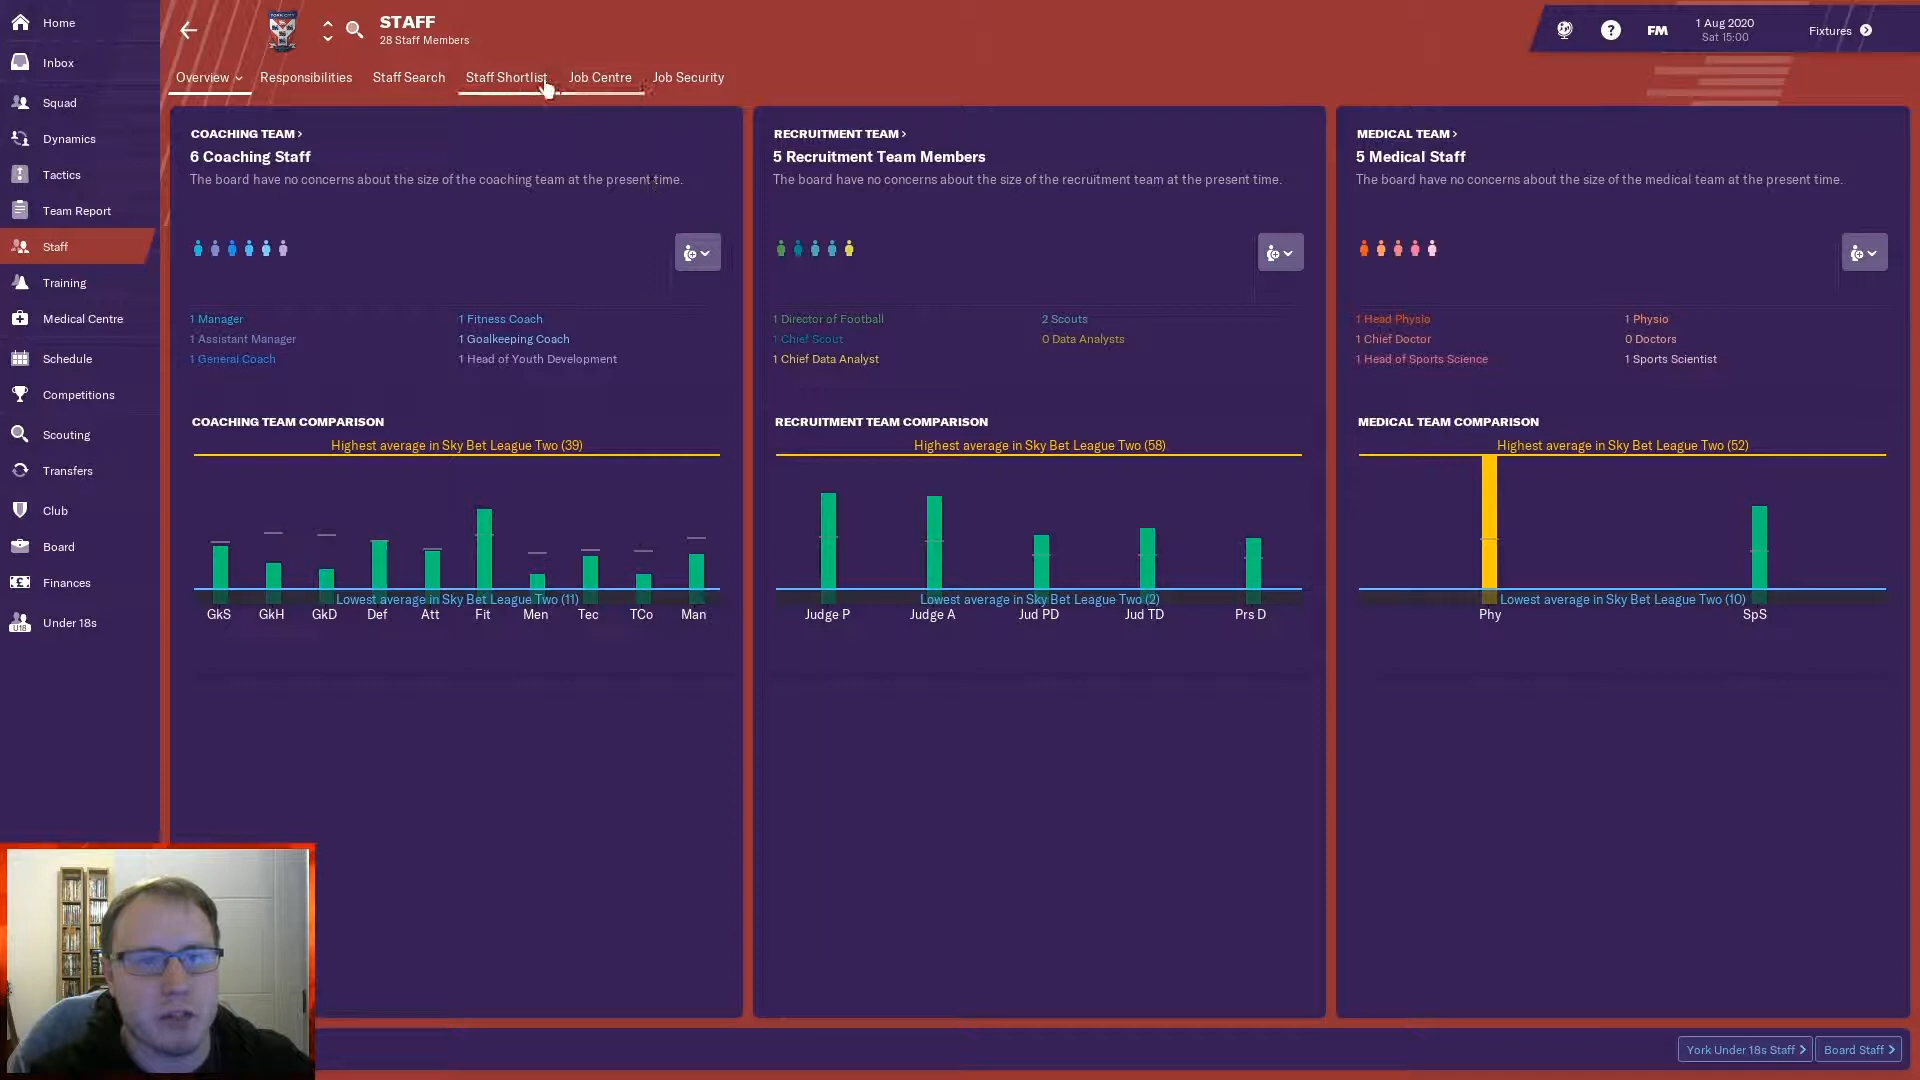 Home
Inbox
Squad
Dynamics
Tactics
Team Report
Staff
Training
Medical Centre
Schedule
Competitions
Scouting
Transfers
Club
Board
Finances
U18
Under 18s
YORK CITY
STAFF
28 Staff Members
?
FM
1 Aug 2020
Sat 15:00
Fixtures
Overview
Responsibilities
Staff Search
Staff Shortlist
Job Centre
Job Security
COACHING TEAM >
6 Coaching Staff
The board have no concerns about the size of the coaching team at the present time.
1 Manager
1 Fitness Coach
1 Assistant Manager
1 Goalkeeping Coach
1 General Coach
1 Head of Youth Development
COACHING TEAM COMPARISON
Highest average in Sky Bet League Two (39)
Lowest average in Sky Bet League Two (11)
GkS GkH GkD Def Att Fit Men Tec TCo Man
RECRUITMENT TEAM >
5 Recruitment Team Members
The board have no concerns about the size of the recruitment team at the present time.
1 Director of Football
2 Scouts
1 Chief Scout
0 Data Analysts
1 Chief Data Analyst
RECRUITMENT TEAM COMPARISON
Highest average in Sky Bet League Two (58)
Lowest average in Sky Bet League Two (2)
Judge P Judge A Jud PD Jud TD Prs D
MEDICAL TEAM >
5 Medical Staff
The board have no concerns about the size of the medical team at the present time.
1 Head Physio
1 Physio
1 Chief Doctor
0 Doctors
1 Head of Sports Science
1 Sports Scientist
MEDICAL TEAM COMPARISON
Highest average in Sky Bet League Two (52)
Lowest average in Sky Bet League Two (10)
Phy SpS
York Under 18s Staff >
Board Staff >